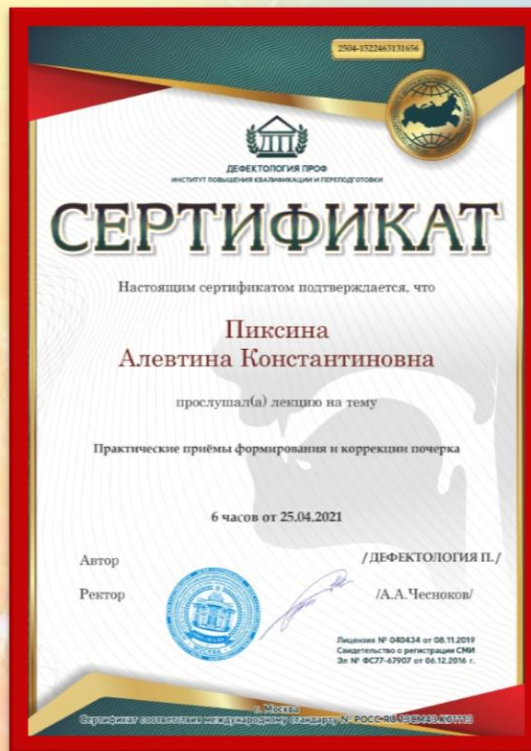 2504-1522463131656
ДЕФЕКТОЛОГИЯ ПРОФ
ИНСТИТУТ ПОВЫШЕНИЯ КВАЛИФИКАЦИИ И ПЕРЕПОДГОТОВКИ
СЕРТИФИКАТ
Настоящим сертификатом подтверждается, что
Пиксина
Алевтина Константиновна
прослушал(а) лекцию на тему
Практические приёмы формирования и коррекции почерка
6 часов от 25.04.2021
Автор /ДЕФЕКТОЛОГИЯ П./
Ректор /А.А.Чесноков/
Лицензия № 040434 от 08.11.2019
Свидетельство о регистрации СМИ
Эл № ФС77-67907 от 06.12.2016 г.
г. Москва
Сертификат соответствия международному стандарту № РОСС RU